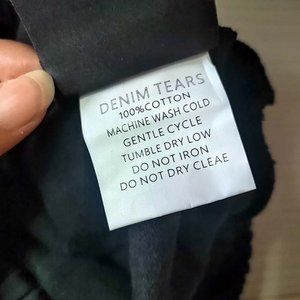 DENIM TEARS
100%COTTON
MACHINE WASH COLD
GENTLE CYCLE
TUMBLE DRY LOW
DO NOT IRON
DO NOT DRY CLEAE